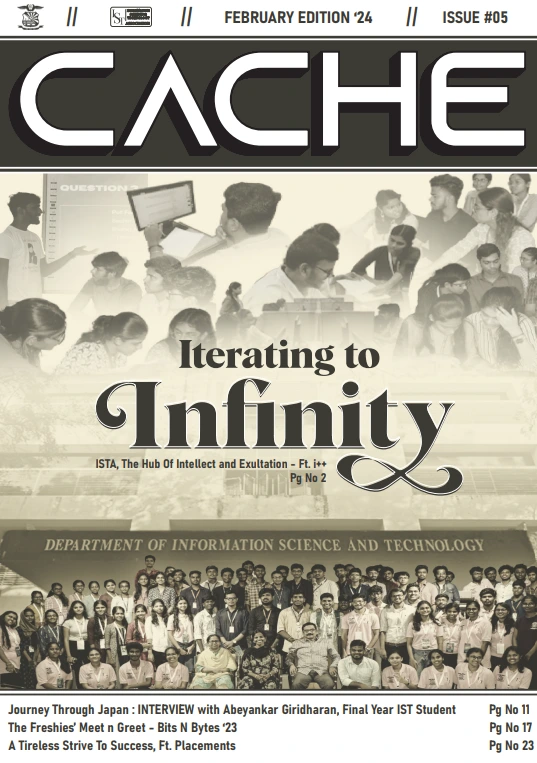 // // FEBRUARY EDITION ‘24 // ISSUE #05
CACHE
QUESTION
Iterating to
Infinity
ISTA, The Hub Of Intellect and Exultation - Ft. i++
Pg No 2
DEPARTMENT OF INFORMATION SCIENCE AND TECHNOLOGY
Journey Through Japan : INTERVIEW with Abeyankar Giridharan, Final Year IST Student Pg No 11
The Freshies' Meet n Greet - Bits N Bytes ‘23 Pg No 17
A Tireless Strive To Success, Ft. Placements Pg No 23